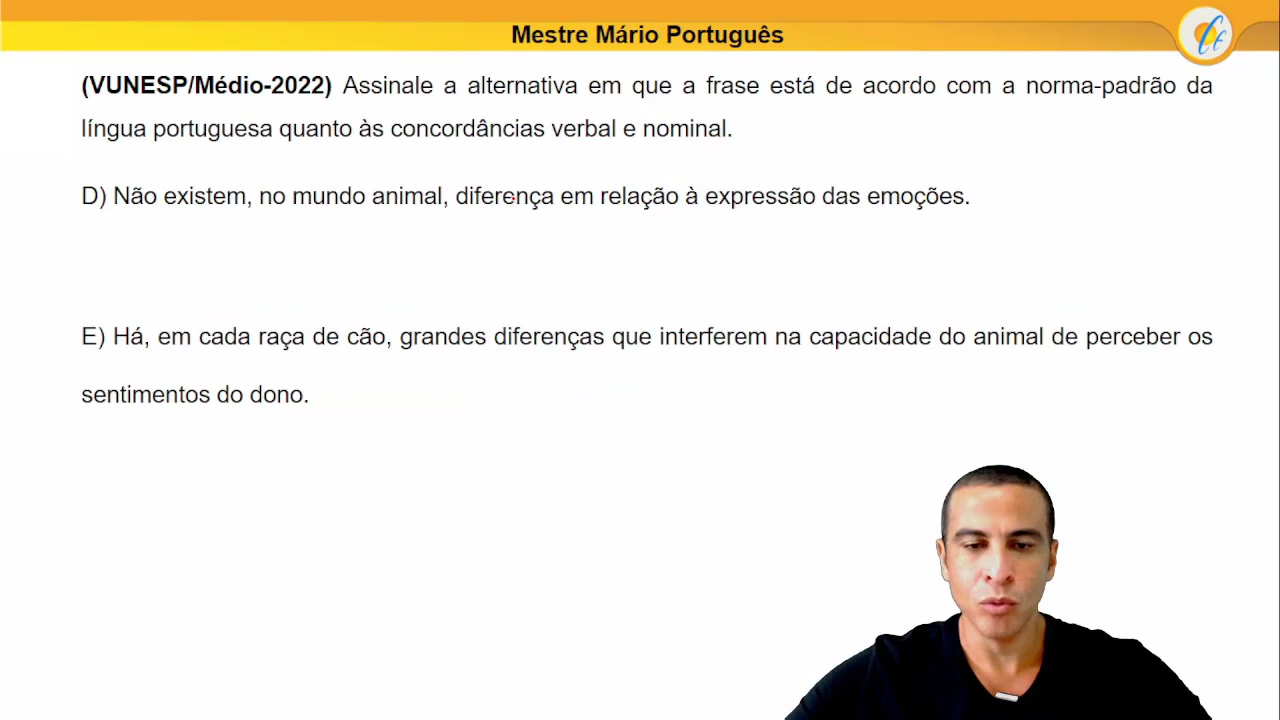 Mestre Mário Português
(VUNESP/Médio-2022) Assinale a alternativa em que a frase está de acordo com a norma-padrão da
língua portuguesa quanto às concordâncias verbal e nominal.
D) Não existem, no mundo animal, diferença em relação à expressão das emoções.
E) Há, em cada raça de cão, grandes diferenças que interferem na capacidade do animal de perceber os
sentimentos do dono.